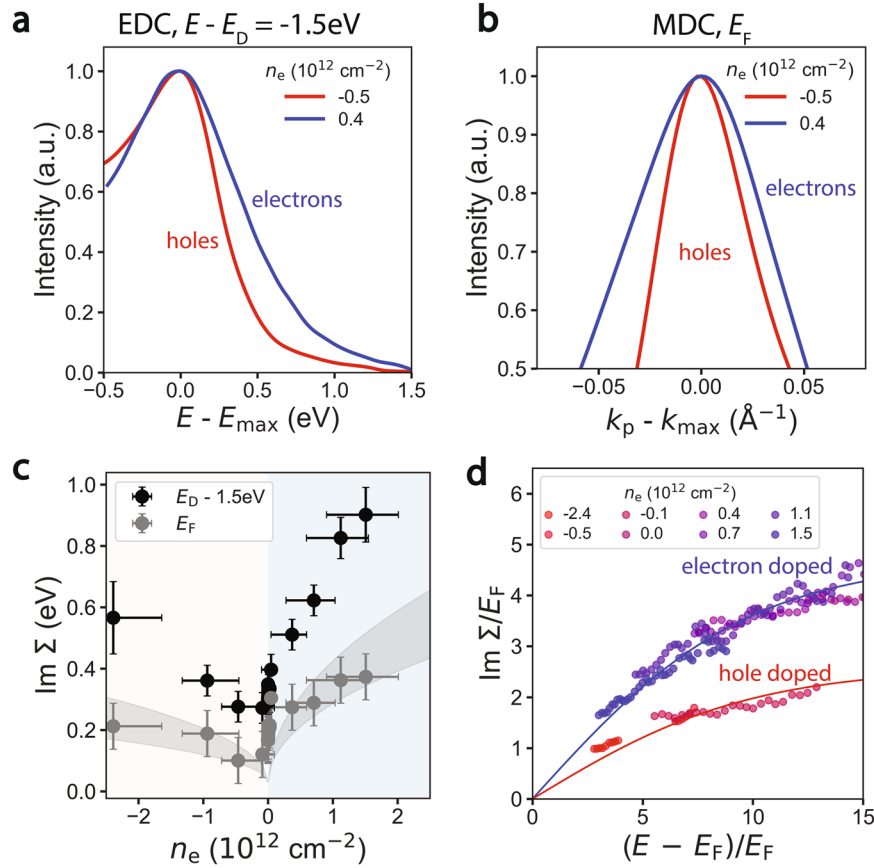 a
EDC, E - E_D = -1.5eV
n_e (10^12 cm^−2)
-0.5
0.4
electrons
holes
Intensity (a.u.)
1.0
0.8
0.6
0.4
0.2
0.0
−0.5
0.0
0.5
1.0
1.5
E - E_max (eV)
b
MDC, E_F
n_e (10^12 cm^−2)
-0.5
0.4
electrons
holes
Intensity (a.u.)
1.0
0.9
0.8
0.7
0.6
0.5
−0.05
0.00
0.05
k_p - k_max (Å^−1)
c
E_D - 1.5eV
E_F
Im Σ (eV)
1.0
0.8
0.6
0.4
0.2
0.0
−2
−1
0
1
2
n_e (10^12 cm^−2)
d
n_e (10^12 cm^−2)
-2.4 -0.1 0.4 1.1
-0.5 0.0 0.7 1.5
electron doped
hole doped
Im Σ/E_F
6
5
4
3
2
1
0
0
5
10
15
(E − E_F)/E_F